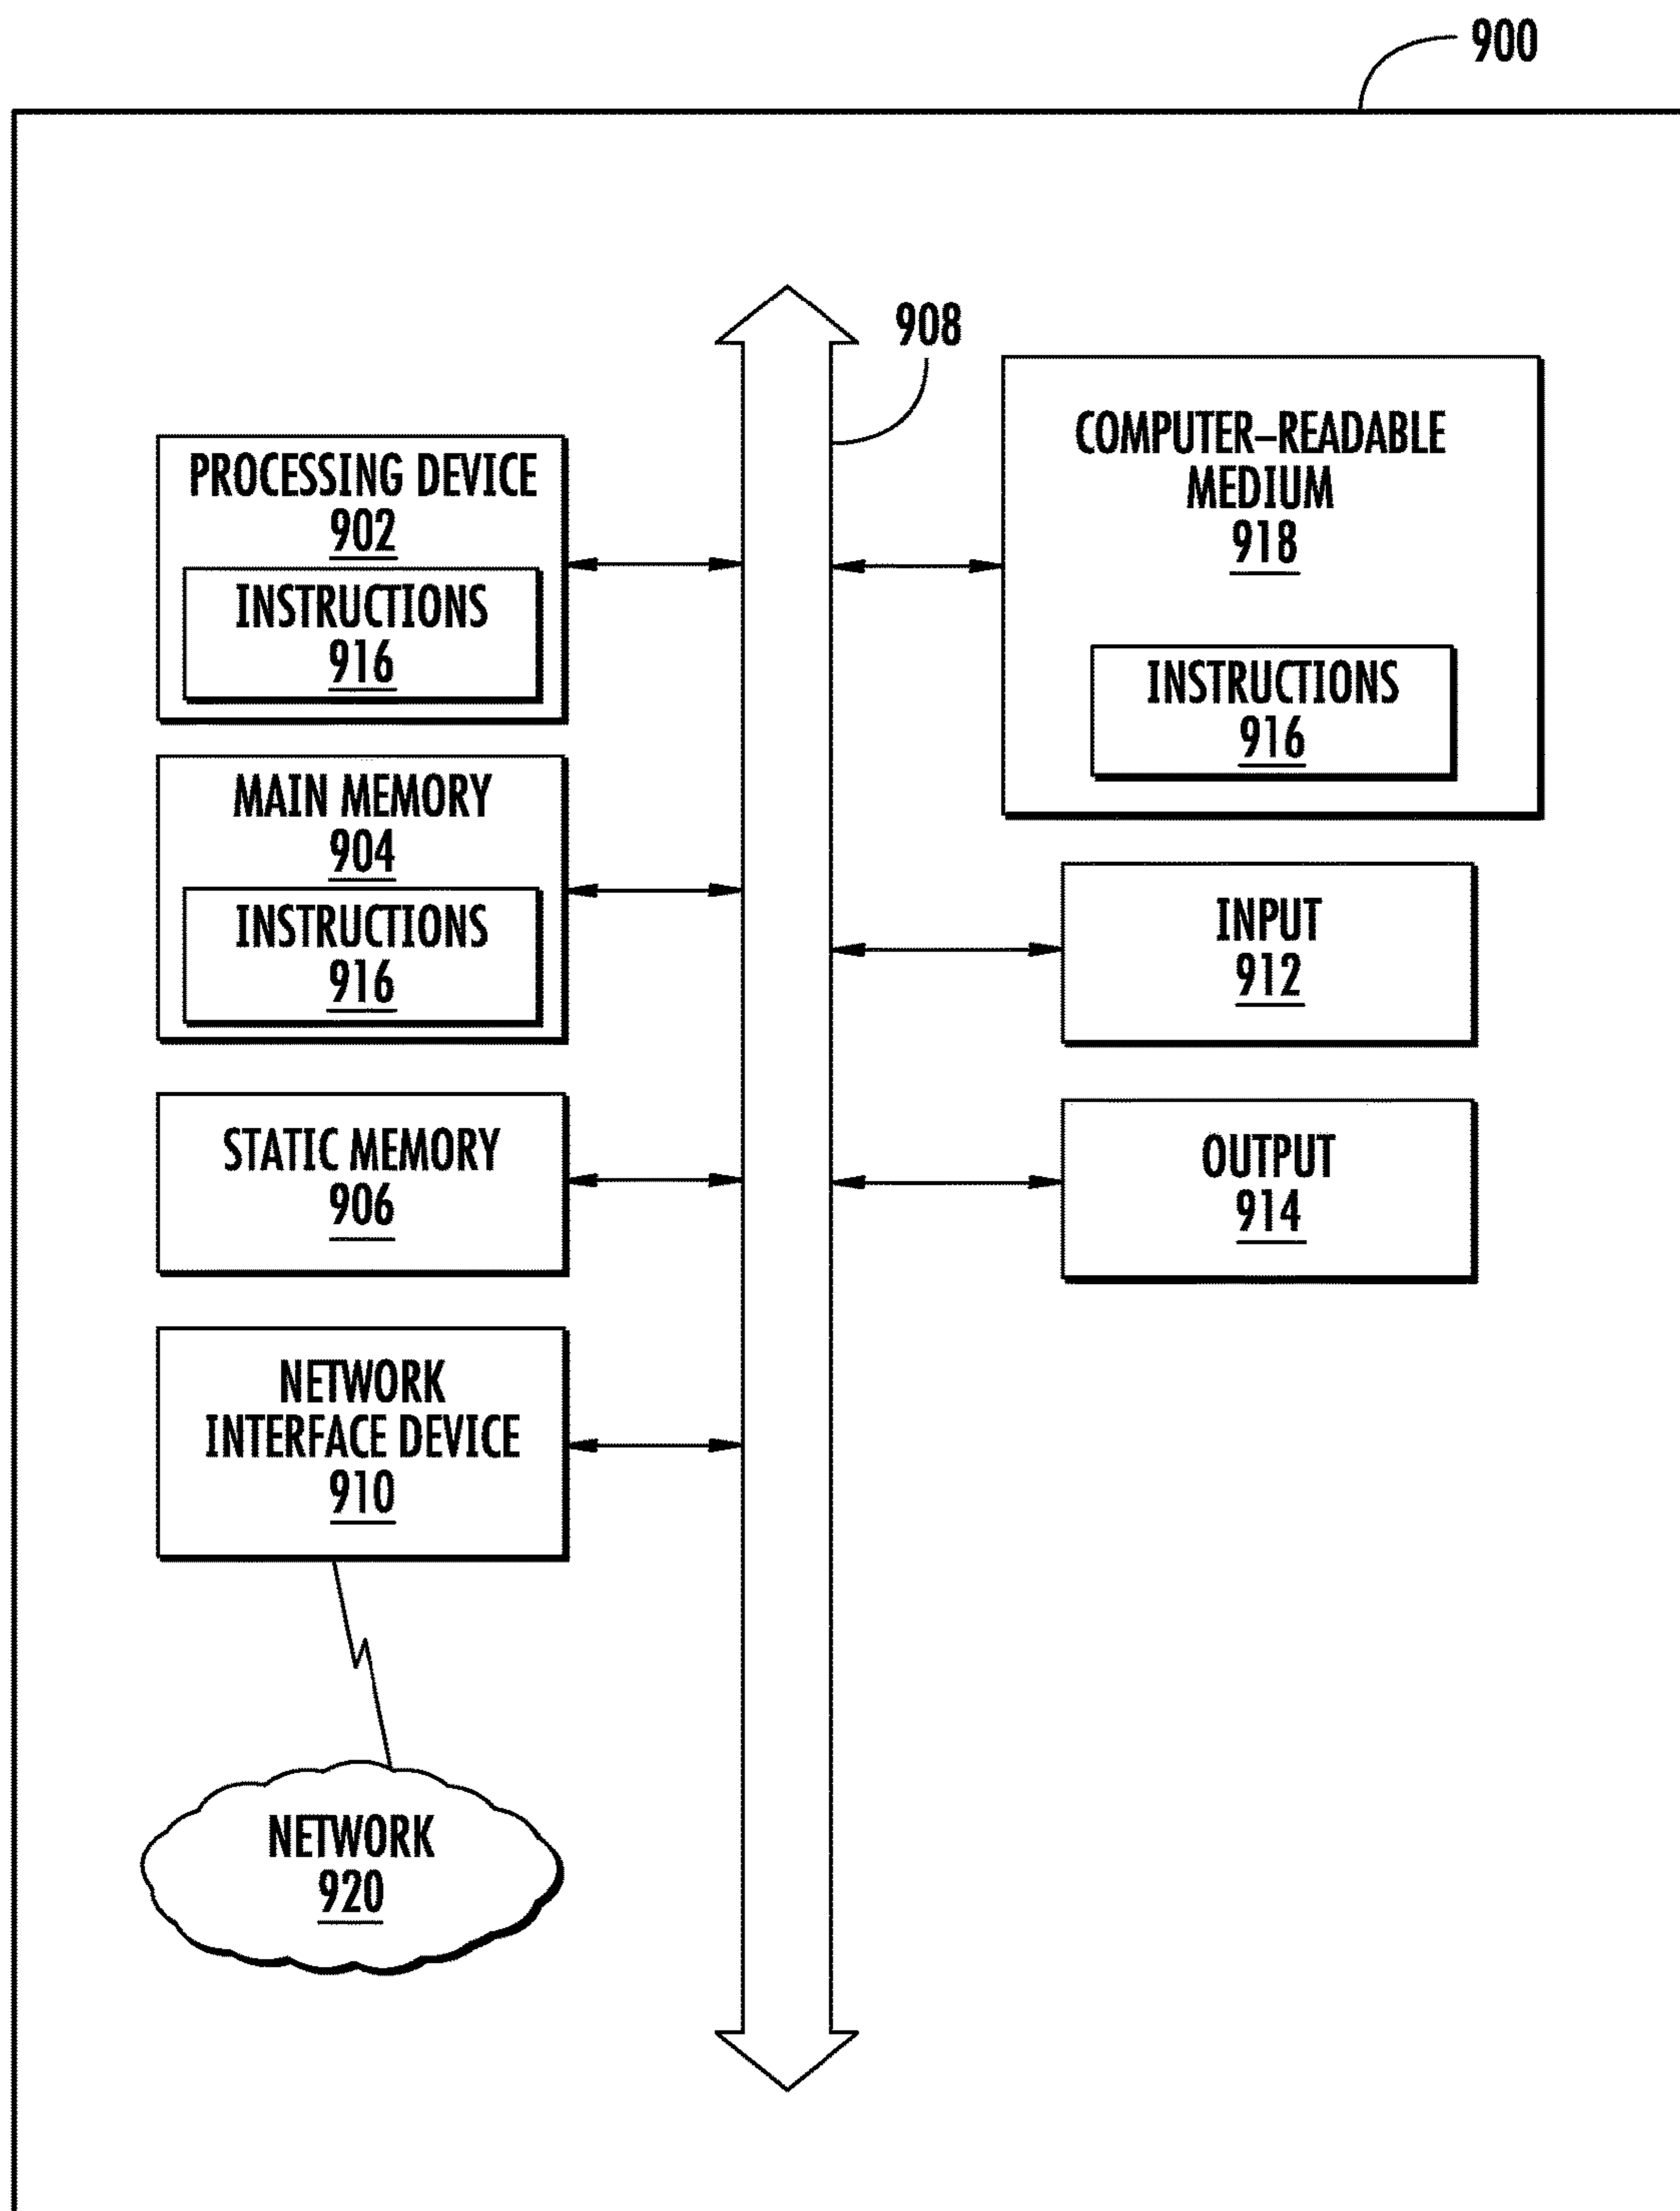 900
908
PROCESSING DEVICE
902
INSTRUCTIONS
916
MAIN MEMORY
904
INSTRUCTIONS
916
STATIC MEMORY
906
NETWORK
INTERFACE DEVICE
910
NETWORK
920
COMPUTER–READABLE
MEDIUM
918
INSTRUCTIONS
916
INPUT
912
OUTPUT
914